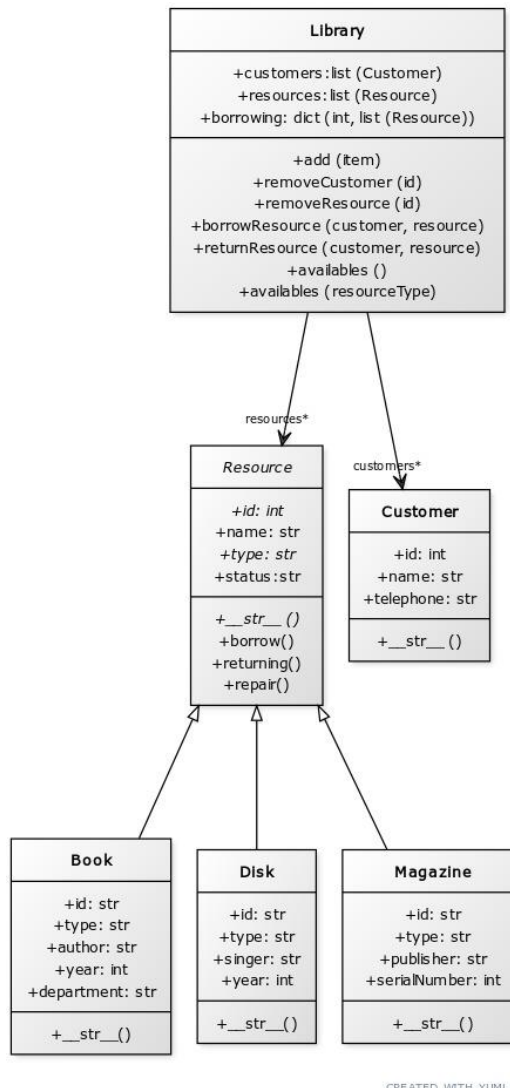 Library
+customers:list (Customer)
+resources:list (Resource)
+borrowing: dict (int, list (Resource))
+add (item)
+removeCustomer (id)
+removeResource (id)
+borrowResource (customer, resource)
+returnResource (customer, resource)
+availables ()
+availables (resourceType)
resources*
customers*
Resource
+id: int
+name: str
+type: str
+status:str
+__str__ ()
+borrow()
+returning()
+repair()
Customer
+id: int
+name: str
+telephone: str
+__str__ ()
Book
+id: str
+type: str
+author: str
+year: int
+department: str
+__str__()
Disk
+id: str
+type: str
+singer: str
+year: int
+__str__()
Magazine
+id: str
+type: str
+publisher: str
+serialNumber: int
+__str__()
CREATED WITH YUML